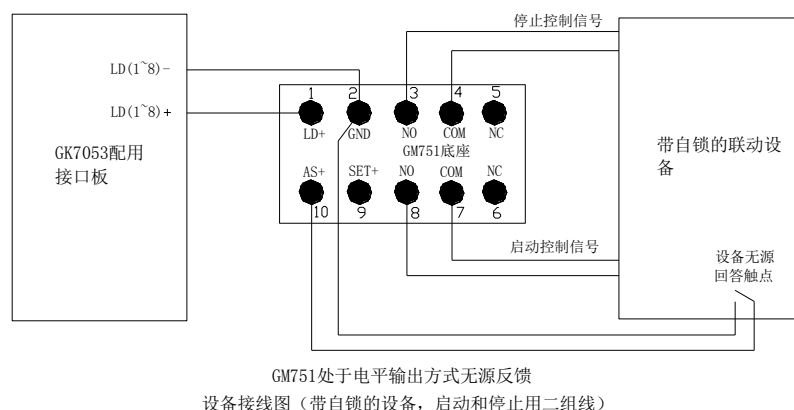 停止控制信号
LD(1~8)-
LD(1~8)+
GK7053配用
接口板
1 2 3 4 5
LD+ GND NO COM NC
GM751底座
AS+ SET+ NO COM NC
10 9 8 7 6
带自锁的联动设
备
启动控制信号
设备无源
回答触点
GM751处于电平输出方式无源反馈
设备接线图（带自锁的设备，启动和停止用二组线）